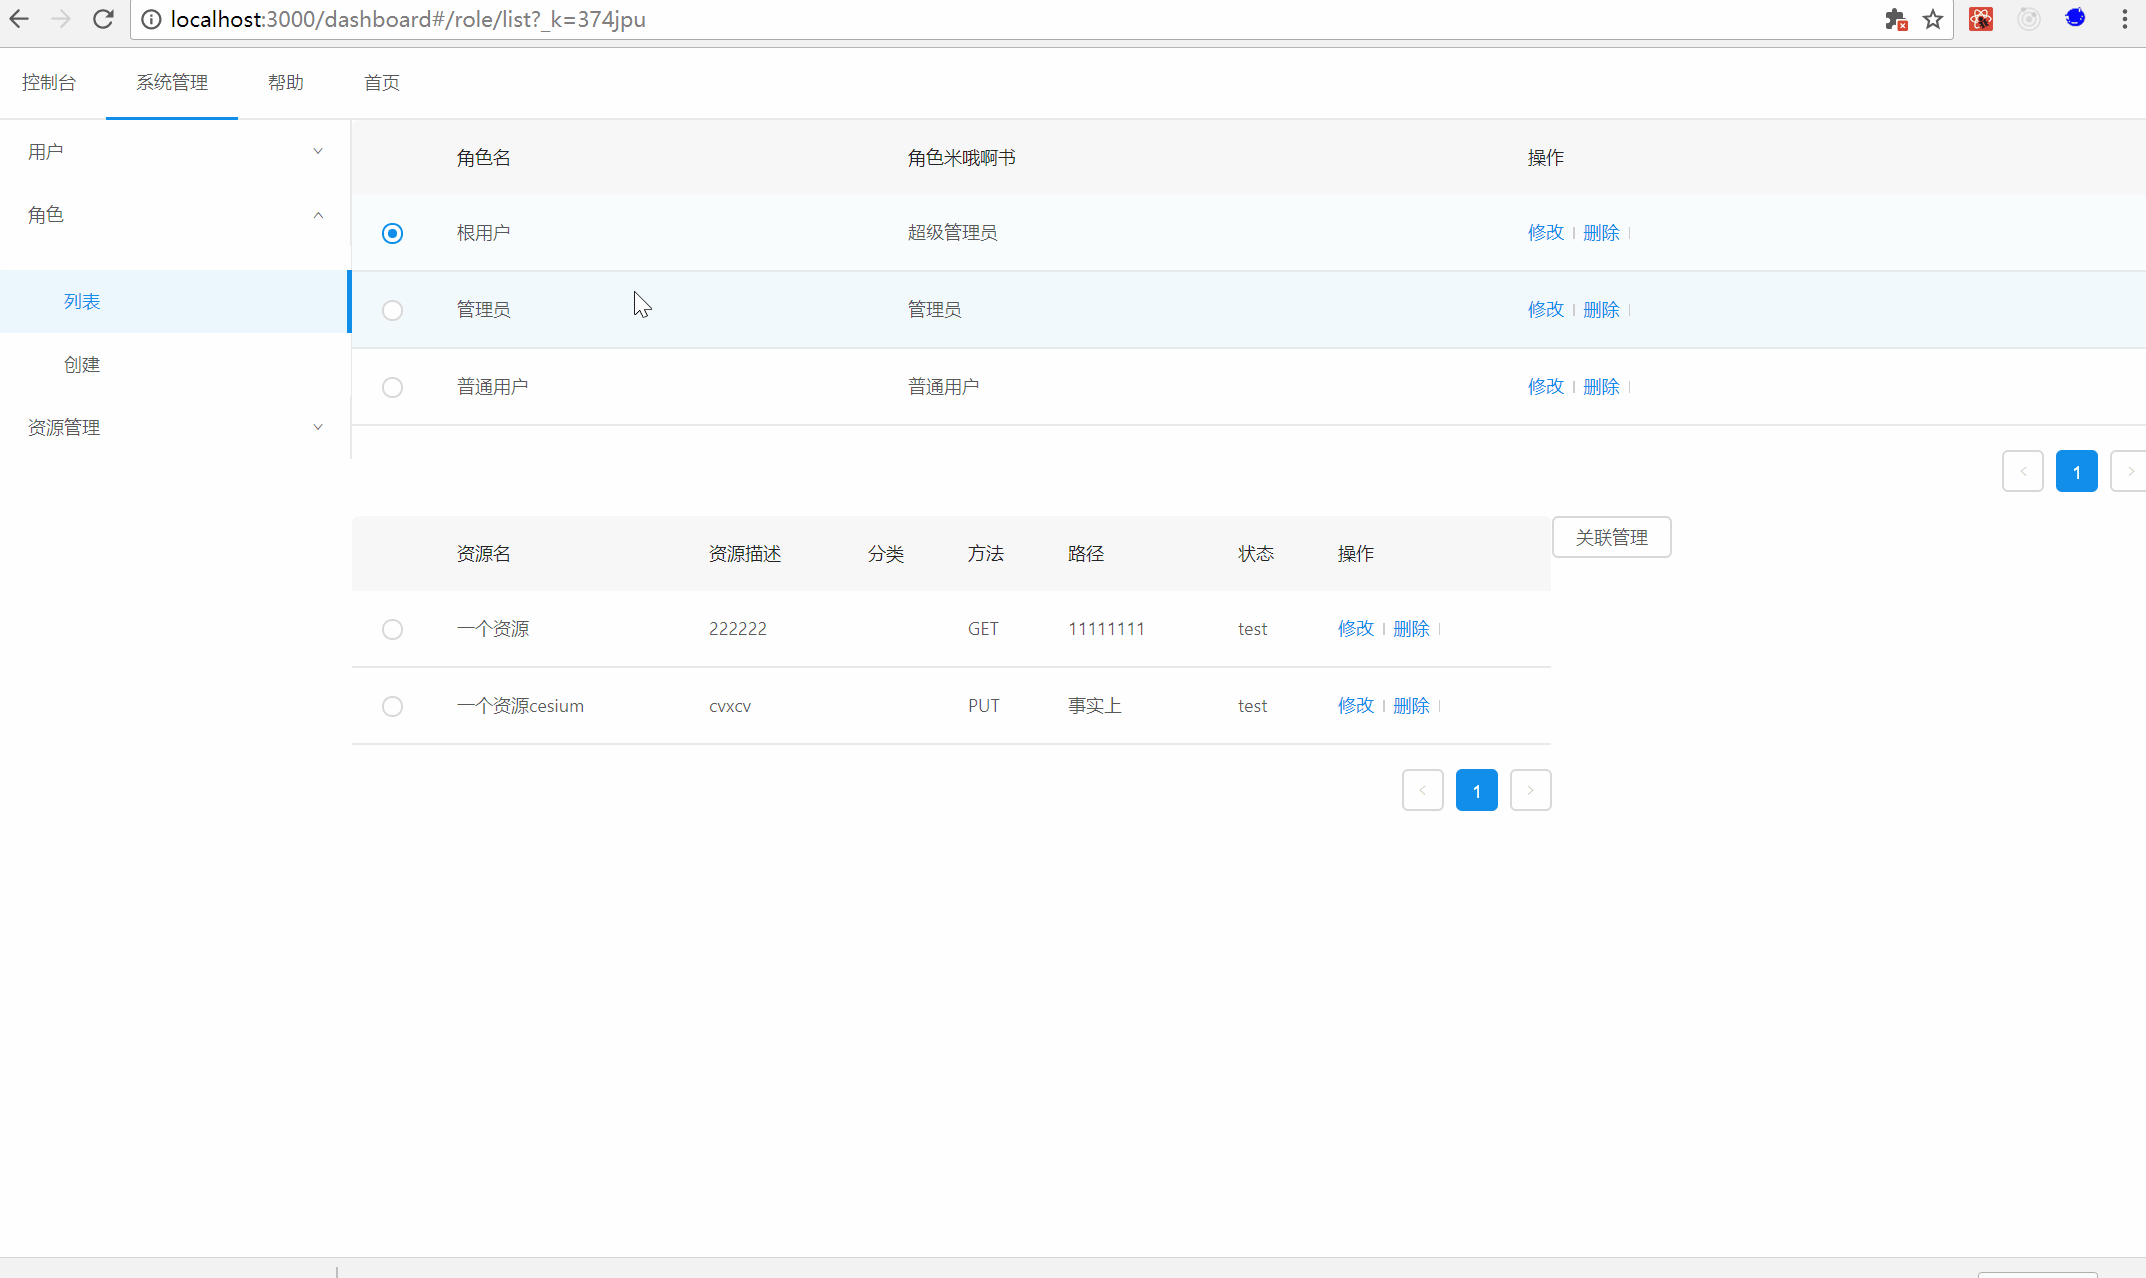 localhost:3000/dashboard#/role/list?_k=374jpu
控制台 系统管理 帮助 首页
用户
角色
列表
创建
资源管理
角色名 角色米哦啊书 操作
根用户 超级管理员 修改 删除
管理员 管理员 修改 删除
普通用户 普通用户 修改 删除
1
资源名 资源描述 分类 方法 路径 状态 操作 关联管理
一个资源 222222 GET 11111111 test 修改 删除
一个资源cesium cvxcv PUT 事实上 test 修改 删除
1